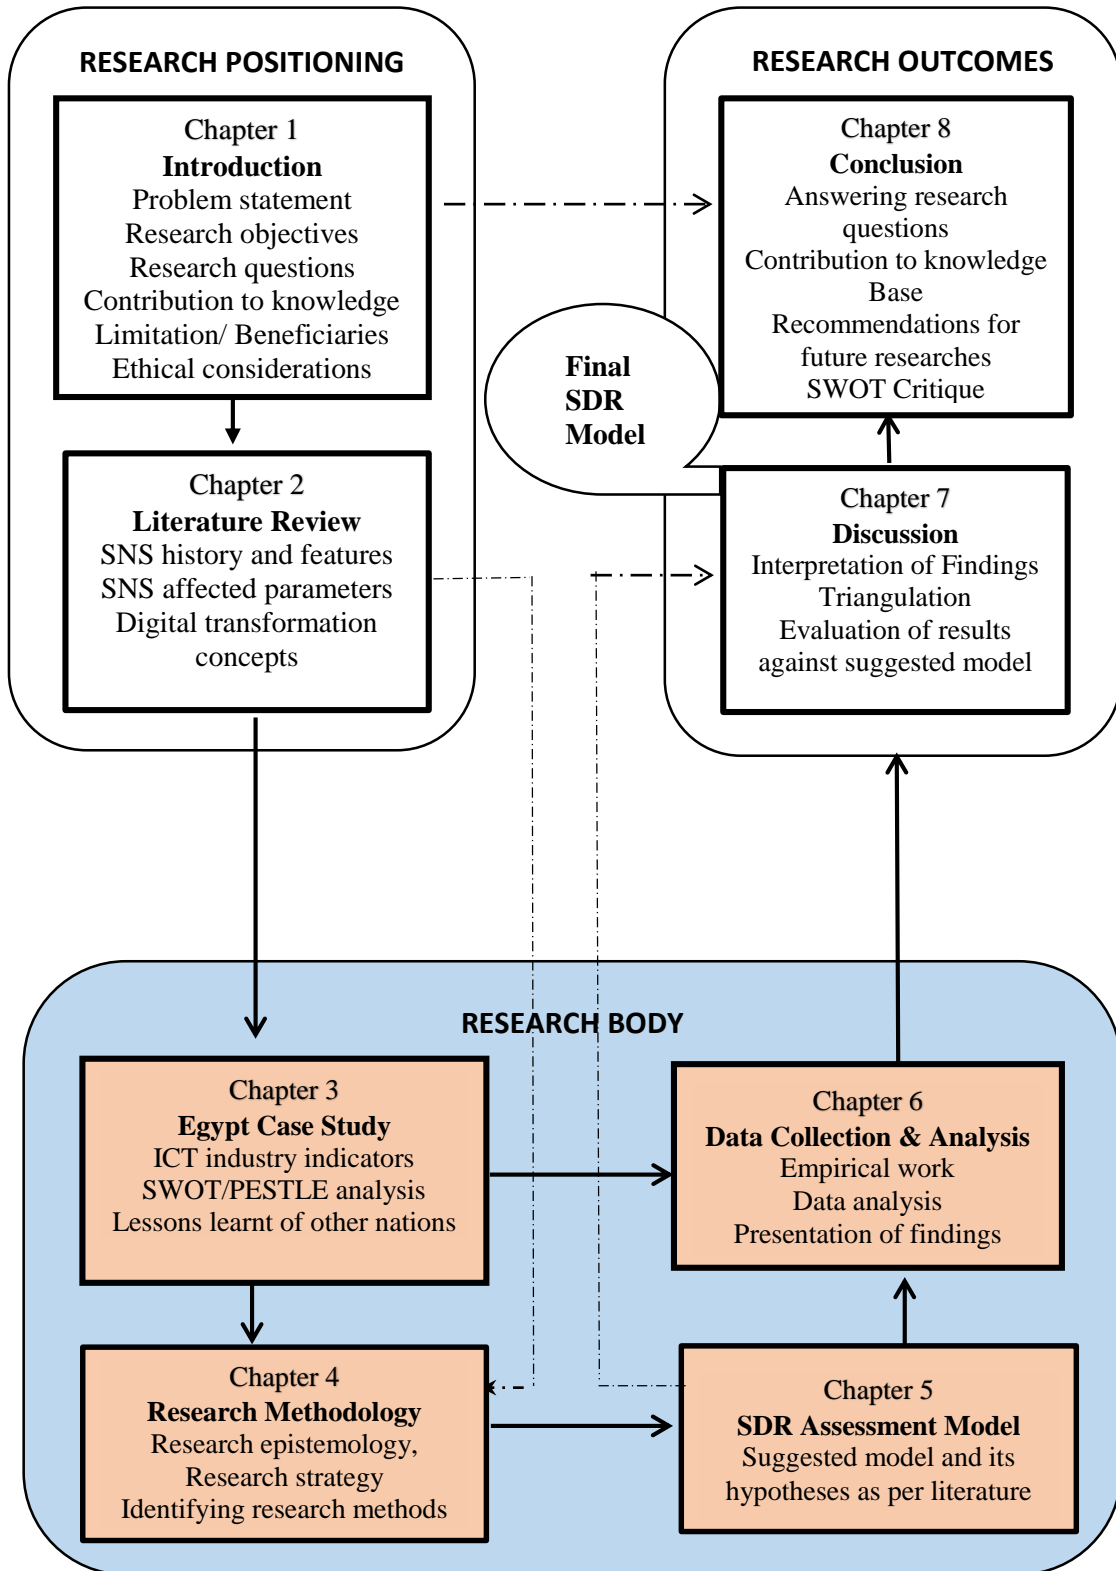 RESEARCH POSITIONING
Chapter 1
Introduction
Problem statement
Research objectives
Research questions
Contribution to knowledge
Limitation/ Beneficiaries
Ethical considerations
Chapter 2
Literature Review
SNS history and features
SNS affected parameters
Digital transformation
concepts
RESEARCH OUTCOMES
Chapter 8
Conclusion
Answering research
questions
Contribution to knowledge
Base
Recommendations for
future researches
SWOT Critique
Final
SDR
Model
Chapter 7
Discussion
Interpretation of Findings
Triangulation
Evaluation of results
against suggested model
RESEARCH BODY
Chapter 3
Egypt Case Study
ICT industry indicators
SWOT/PESTLE analysis
Lessons learnt of other nations
Chapter 4
Research Methodology
Research epistemology,
Research strategy
Identifying research methods
Chapter 6
Data Collection & Analysis
Empirical work
Data analysis
Presentation of findings
Chapter 5
SDR Assessment Model
Suggested model and its
hypotheses as per literature